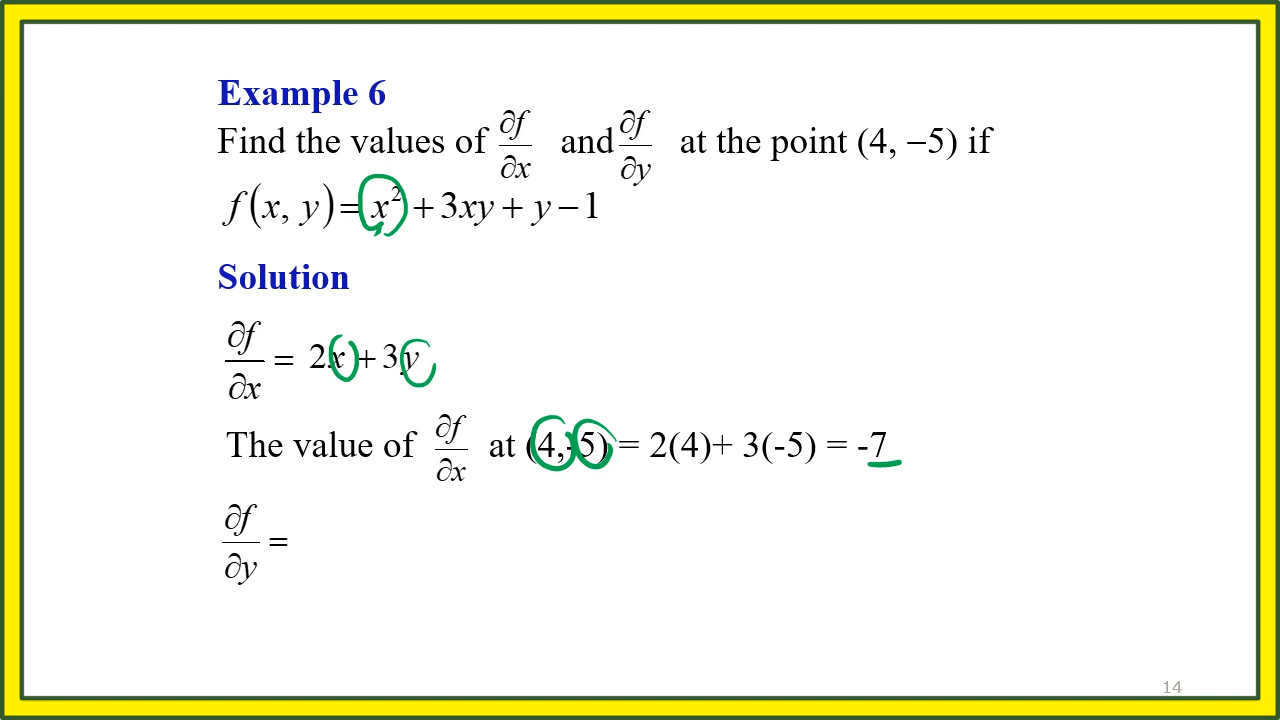 Example 6
Find the values of ∂f/∂x and ∂f/∂y at the point (4, −5) if
f(x, y) = x² + 3xy + y − 1
Solution
∂f/∂x = 2x + 3y
The value of ∂f/∂x at (4,-5) = 2(4)+ 3(-5) = -7
∂f/∂y =
14